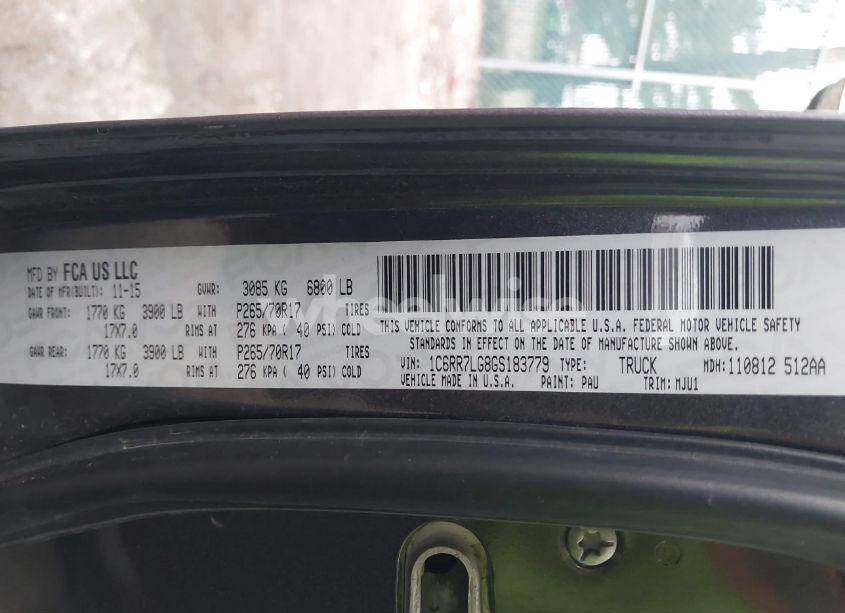 MFD BY FCA US LLC
DATE OF MFR(BUILT): 11-15 GVWR: 3085 KG 6800 LB
GAWR FRONT: 1770 KG 3900 LB WITH P265/70R17 TIRES
17X7.0 RIMS AT 276 KPA ( 40 PSI) COLD
GAWR REAR: 1770 KG 3900 LB WITH P265/70R17 TIRES
17X7.0 RIMS AT 276 KPA ( 40 PSI) COLD
THIS VEHICLE CONFORMS TO ALL APPLICABLE U.S.A. FEDERAL MOTOR VEHICLE SAFETY
STANDARDS IN EFFECT ON THE DATE OF MANUFACTURE SHOWN ABOVE.
VIN: 1C6RR7LG8GS183779 TYPE: TRUCK MDH: 110812 512AA
VEHICLE MADE IN U.S.A. PAINT: PAU TRIM: MJU1